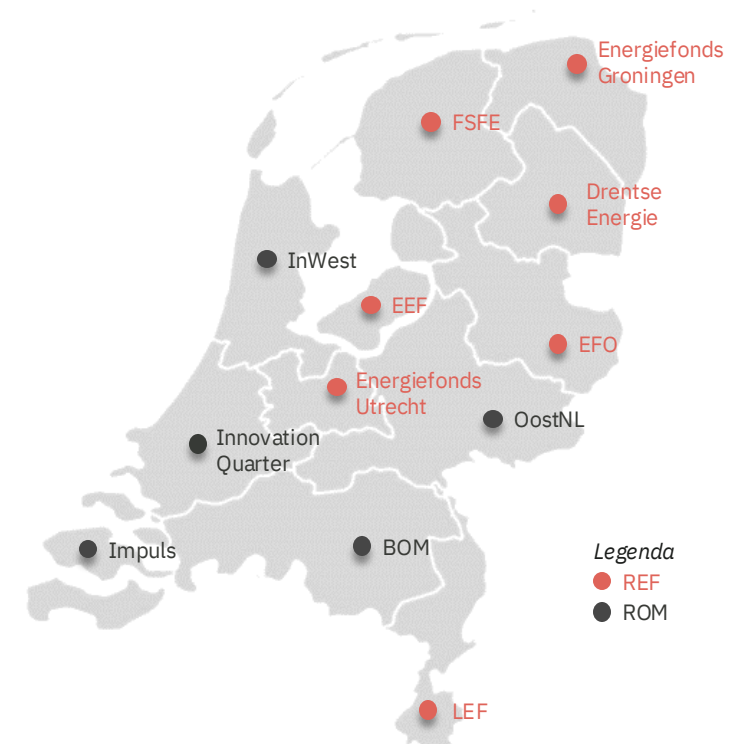 Energiefonds
Groningen
FSFE
Drentse
Energie
InWest
EEF
EFO
Energiefonds
Utrecht
OostNL
Innovation
Quarter
Impuls
BOM
Legenda
REF
ROM
LEF